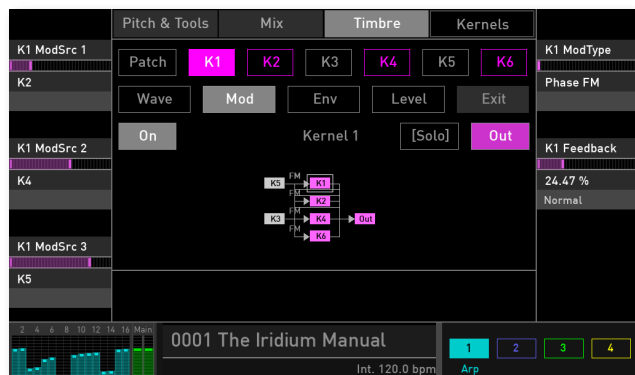 Pitch & Tools Mix Timbre Kernels
K1 ModSrc 1
K2
K1 ModSrc 2
K4
K1 ModSrc 3
K5
Patch K1 K2 K3 K4 K5 K6
Wave Mod Env Level Exit
On Kernel 1 [Solo] Out
K5 FM K1
FM K2
K3 FM K4 Out
FM K6
K1 ModType
Phase FM
K1 Feedback
24.47 %
Normal
2 4 6 8 10 12 14 16 Main
0001 The Iridium Manual
Int. 120.0 bpm
1 2 3 4
Arp